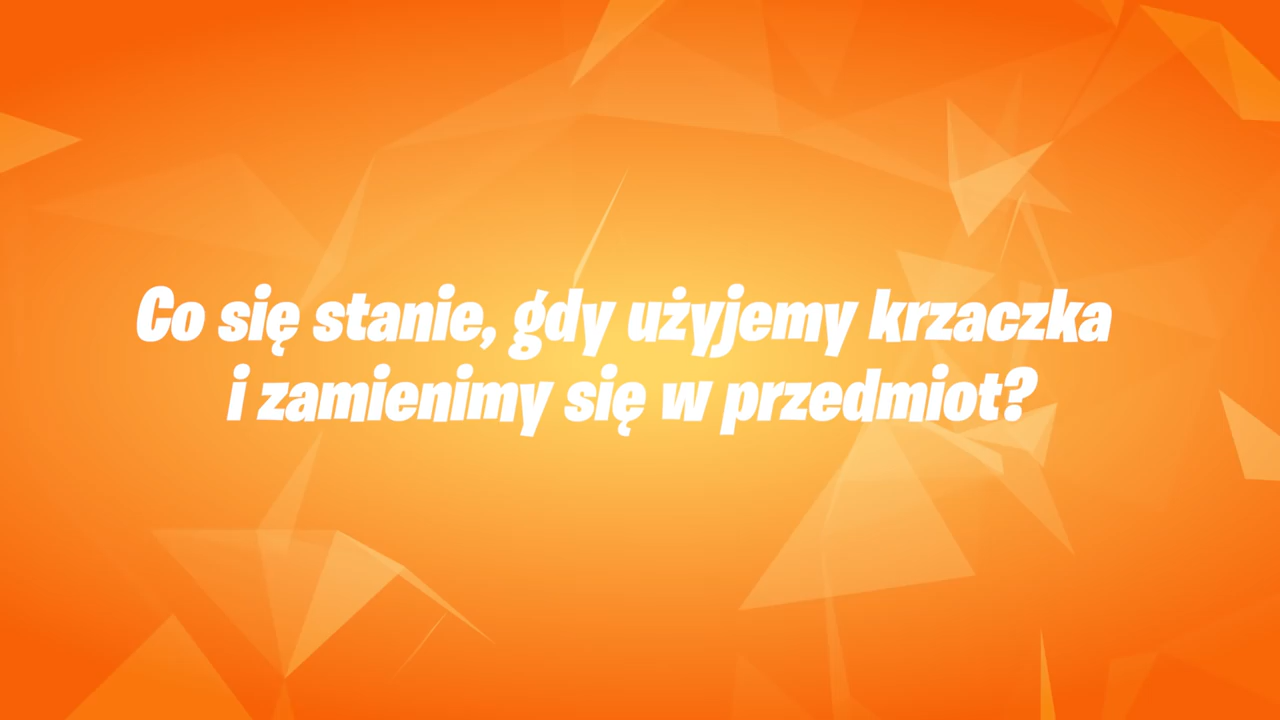 Co się stanie, gdy użyjemy krzaczka
i zamienimy się w przedmiot?